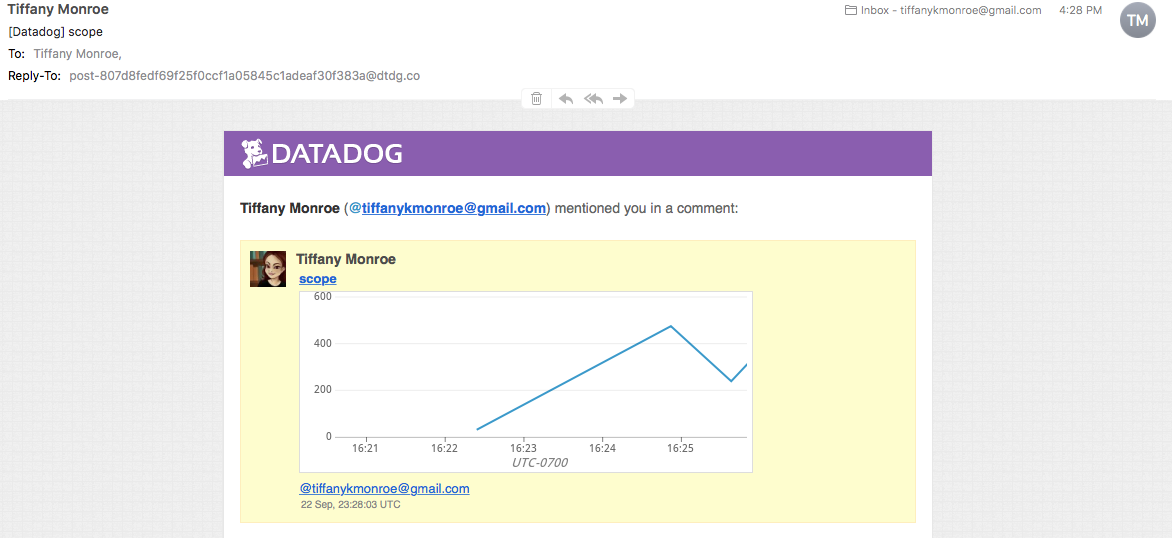 Tiffany Monroe
Inbox - tiffanykmonroe@gmail.com 4:28 PM
TM
[Datadog] scope
To: Tiffany Monroe,
Reply-To: post-807d8fedf69f25f0ccf1a05845c1adeaf30f383a@dtdg.co
DATADOG
Tiffany Monroe (@tiffanykmonroe@gmail.com) mentioned you in a comment:
Tiffany Monroe
scope
600
400
200
0
16:21 16:22 16:23 16:24 16:25
UTC-0700
@tiffanykmonroe@gmail.com
22 Sep, 23:28:03 UTC